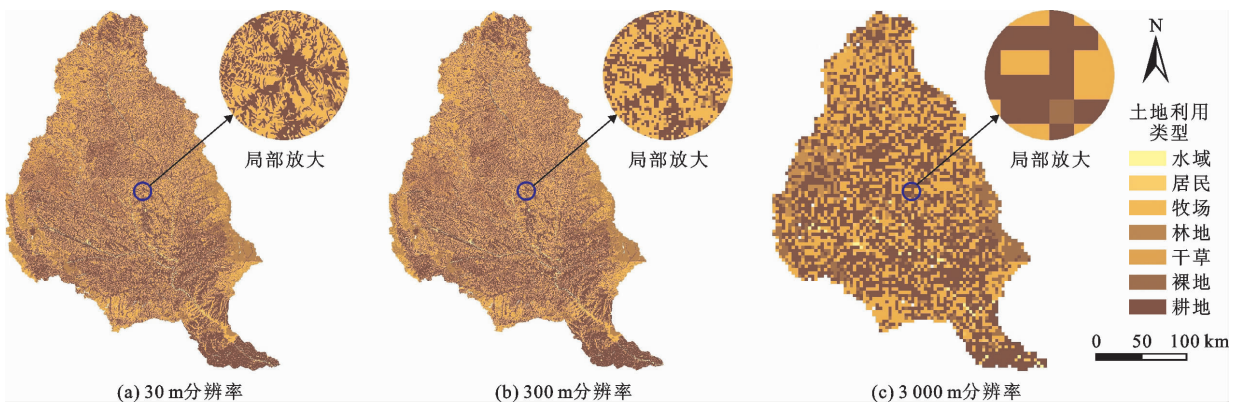 局部放大
局部放大
局部放大
N
土地利用
类型
水域
居民
牧场
林地
干草
裸地
耕地
0 50 100 km
(a) 30 m分辨率
(b) 300 m分辨率
(c) 3 000 m分辨率